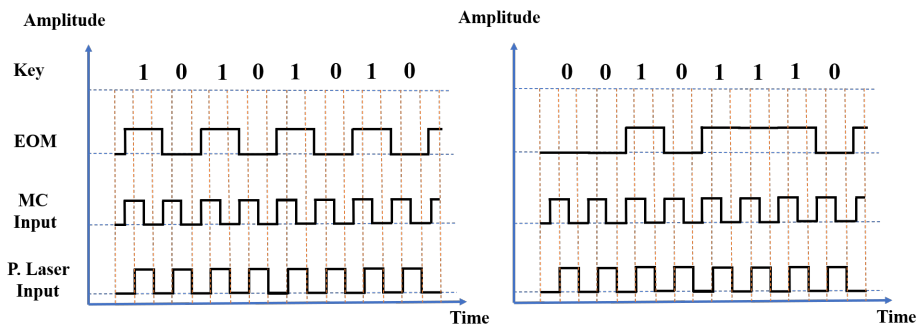 Amplitude
Key 1 0 1 0 1 0 1 0
EOM
MC
Input
P. Laser
Input
Time
Amplitude
0 0 1 0 1 1 1 0
Time